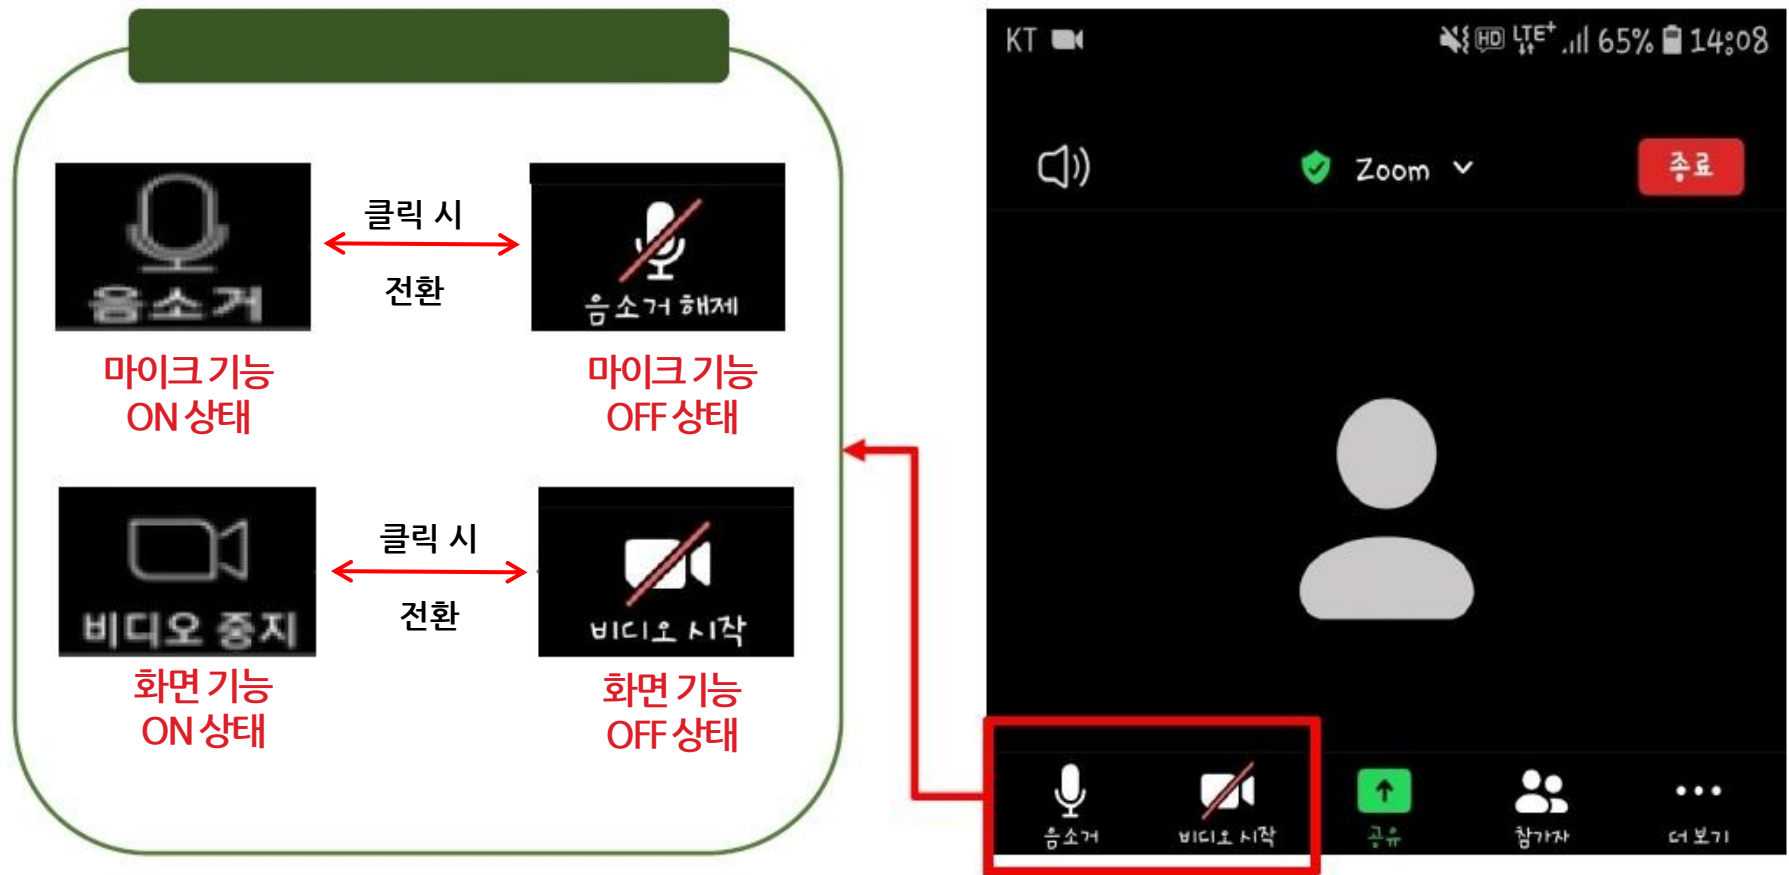 음소거
클릭 시
전환
음소거 해제
마이크 기능
ON 상태
마이크 기능
OFF 상태
비디오 중지
클릭 시
전환
비디오 시작
화면 기능
ON 상태
화면 기능
OFF 상태
KT HD LTE+ 65% 14:08
Zoom 종료
음소거 비디오 시작 공유 참가자 더 보기